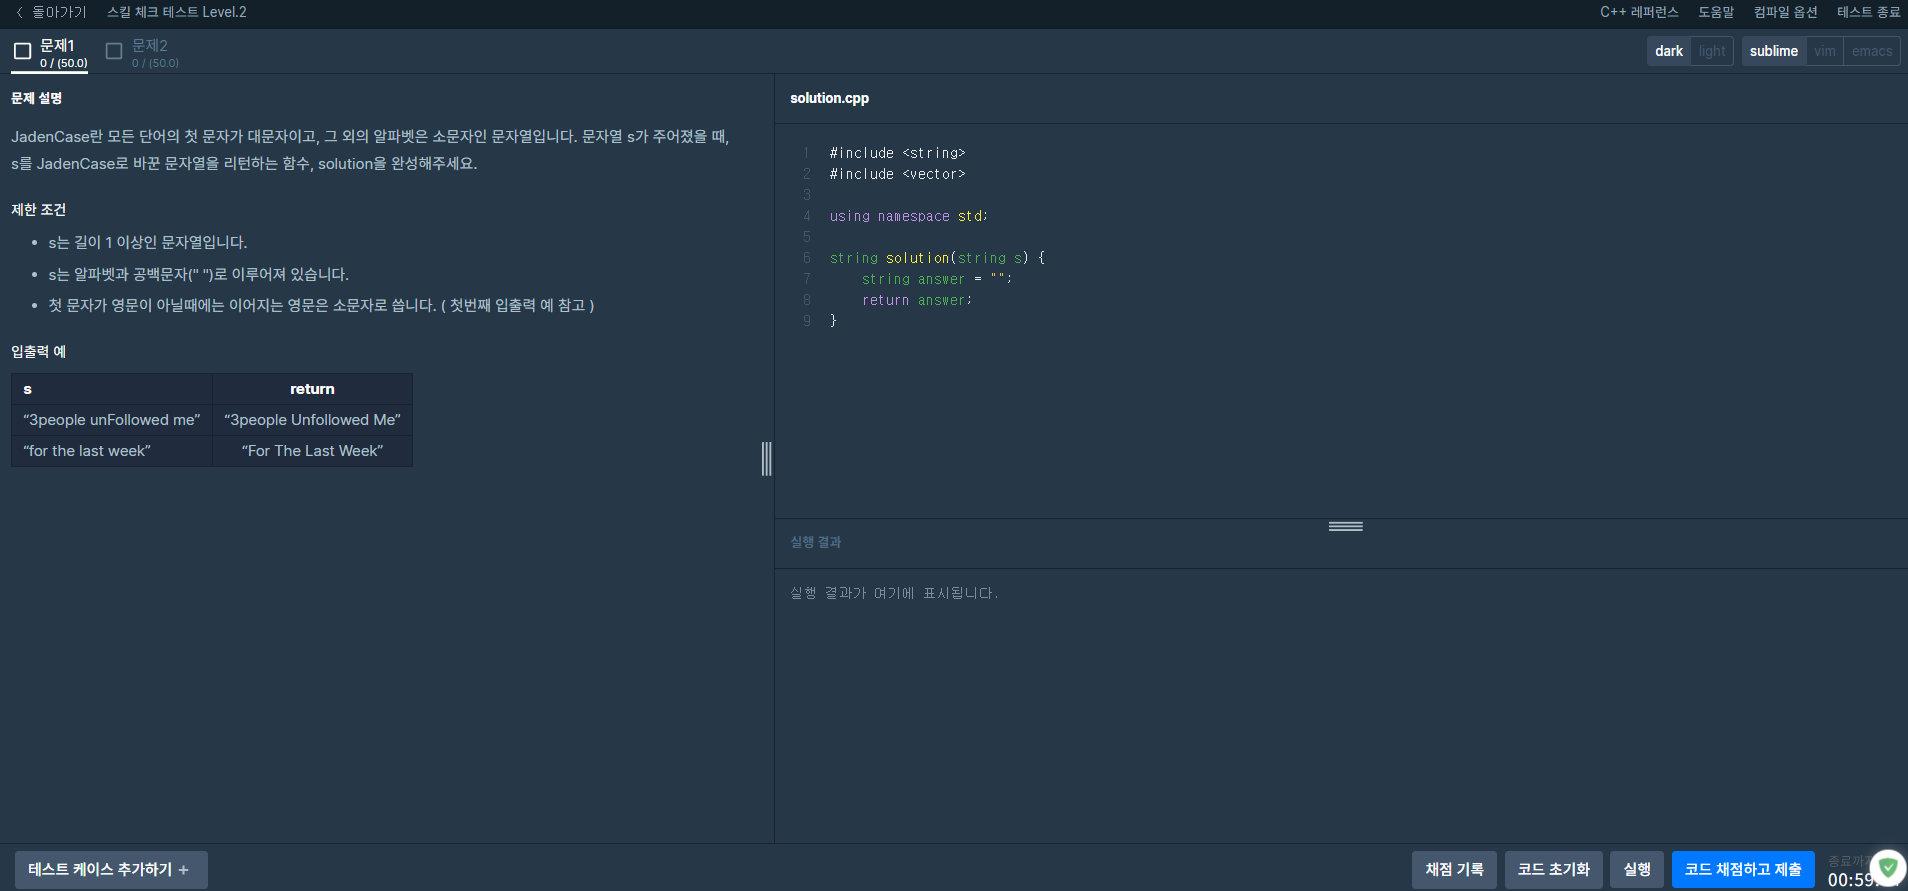 돌아가기 스킬 체크 테스트 Level.2 C++ 레퍼런스 도움말 컴파일 옵션 테스트 종료
문제1 문제2
0 / (50.0) 0 / (50.0)
dark light sublime vim emacs
문제 설명
JadenCase란 모든 단어의 첫 문자가 대문자이고, 그 외의 알파벳은 소문자인 문자열입니다. 문자열 s가 주어졌을 때,
s를 JadenCase로 바꾼 문자열을 리턴하는 함수, solution을 완성해주세요.
제한 조건
• s는 길이 1 이상인 문자열입니다.
• s는 알파벳과 공백문자(" ")로 이루어져 있습니다.
• 첫 문자가 영문이 아닐때에는 이어지는 영문은 소문자로 씁니다. ( 첫번째 입출력 예 참고 )
입출력 예
s return
“3people unFollowed me” “3people Unfollowed Me”
“for the last week” “For The Last Week”
solution.cpp
1 #include <string>
2 #include <vector>
3
4 using namespace std;
5
6 string solution(string s) {
7 string answer = "";
8 return answer;
9 }
실행 결과
실행 결과가 여기에 표시됩니다.
테스트 케이스 추가하기 + 채점 기록 코드 초기화 실행 코드 채점하고 제출
00:59